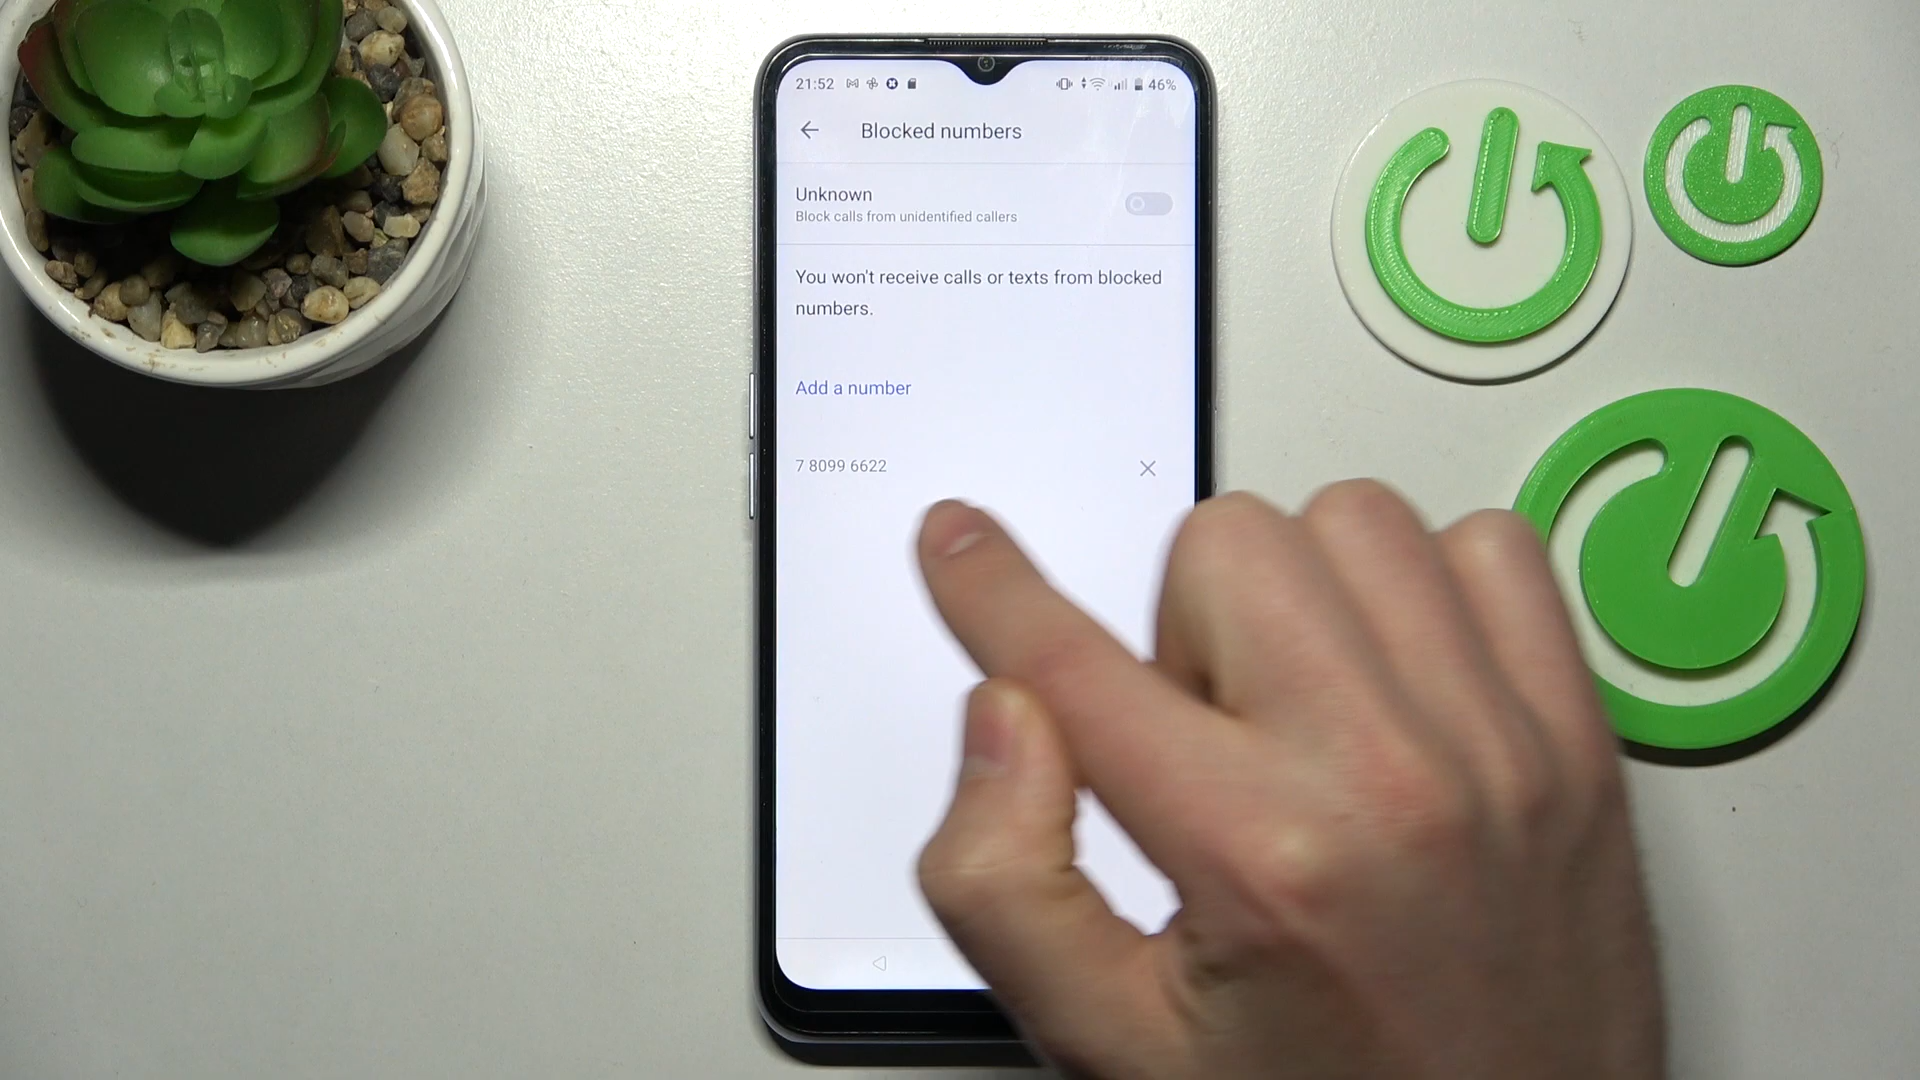 21:52 46%
Blocked numbers
Unknown
Block calls from unidentified callers
You won't receive calls or texts from blocked
numbers.
Add a number
7 8099 6622